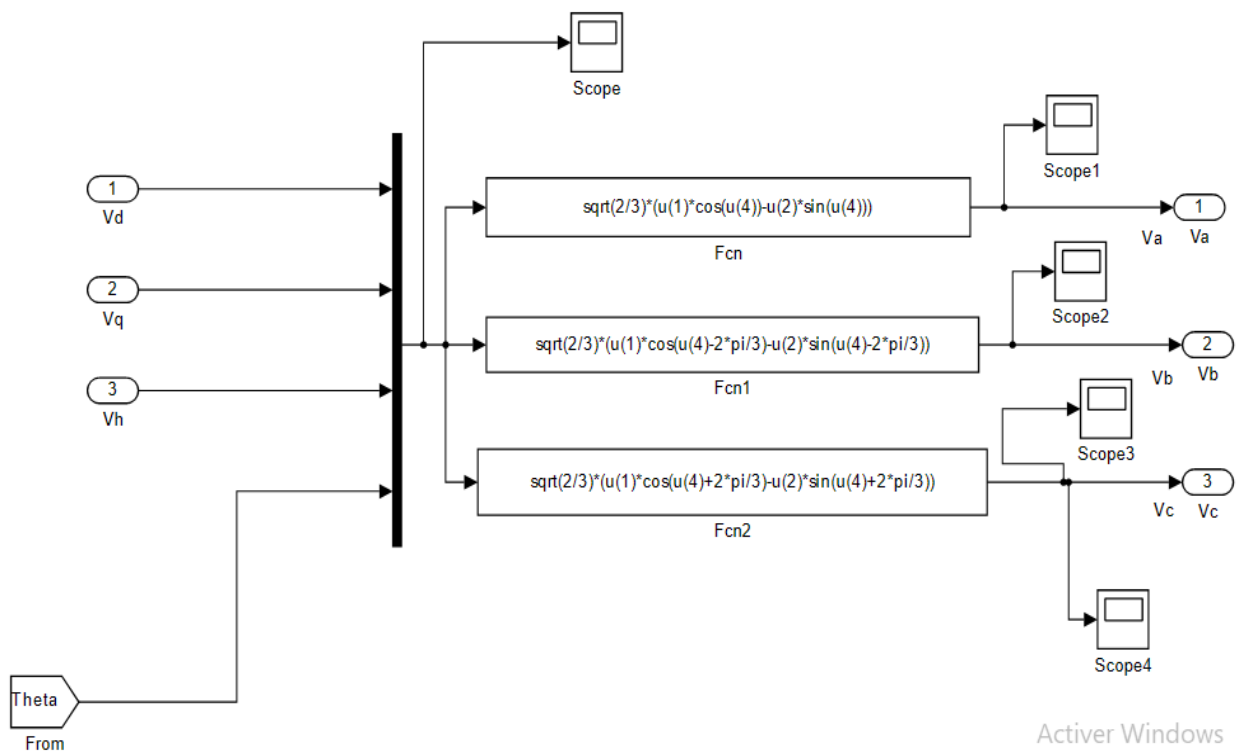 Scope
Scope1
1
Vd
sqrt(2/3)*(u(1)*cos(u(4))-u(2)*sin(u(4)))
Fcn
1
Va
Va
2
Vq
Scope2
sqrt(2/3)*(u(1)*cos(u(4)-2*pi/3)-u(2)*sin(u(4)-2*pi/3))
Fcn1
2
Vb
Vb
3
Vh
Scope3
sqrt(2/3)*(u(1)*cos(u(4)+2*pi/3)-u(2)*sin(u(4)+2*pi/3))
Fcn2
3
Vc
Vc
Scope4
Theta
From
Activer Windows